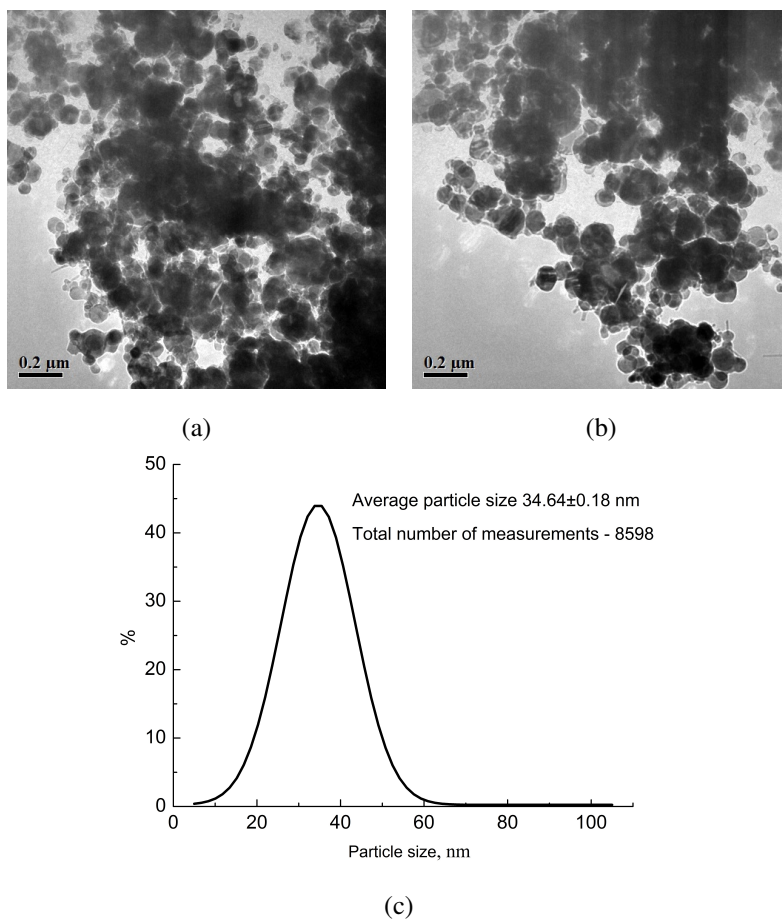 0.2 μm
0.2 μm
(a)
(b)
50
40
30
20
10
0
%
Average particle size 34.64±0.18 nm
Total number of measurements - 8598
0 20 40 60 80 100
Particle size, nm
(c)